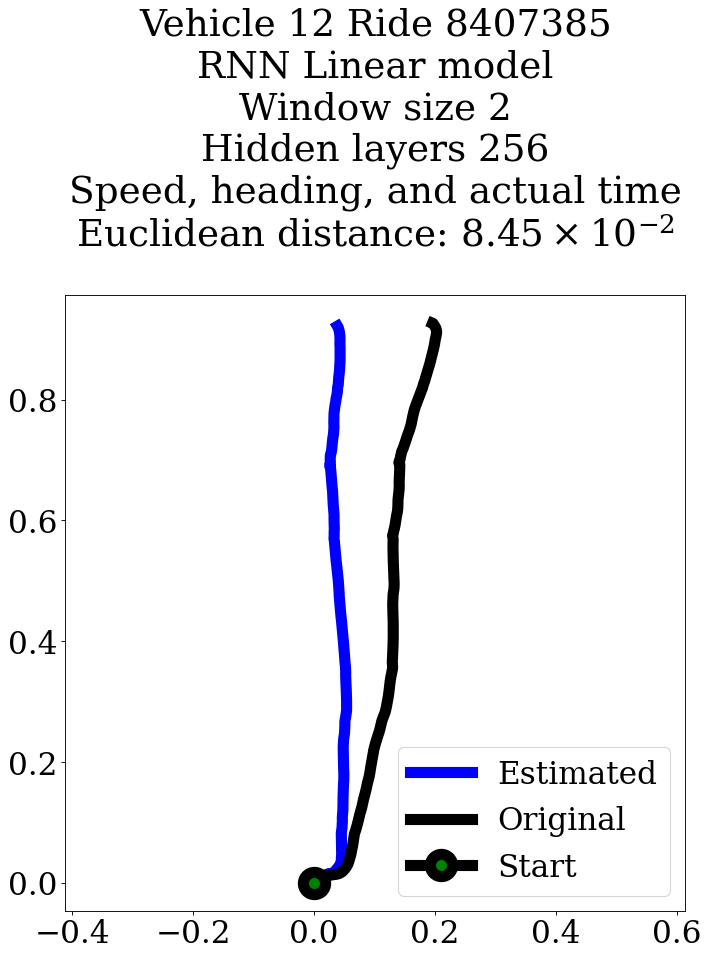 Vehicle 12 Ride 8407385
RNN Linear model
Window size 2
Hidden layers 256
Speed, heading, and actual time
Euclidean distance: 8.45 × 10⁻²
0.8
0.6
0.4
0.2
0.0
Estimated
Original
Start
−0.4 −0.2 0.0 0.2 0.4 0.6